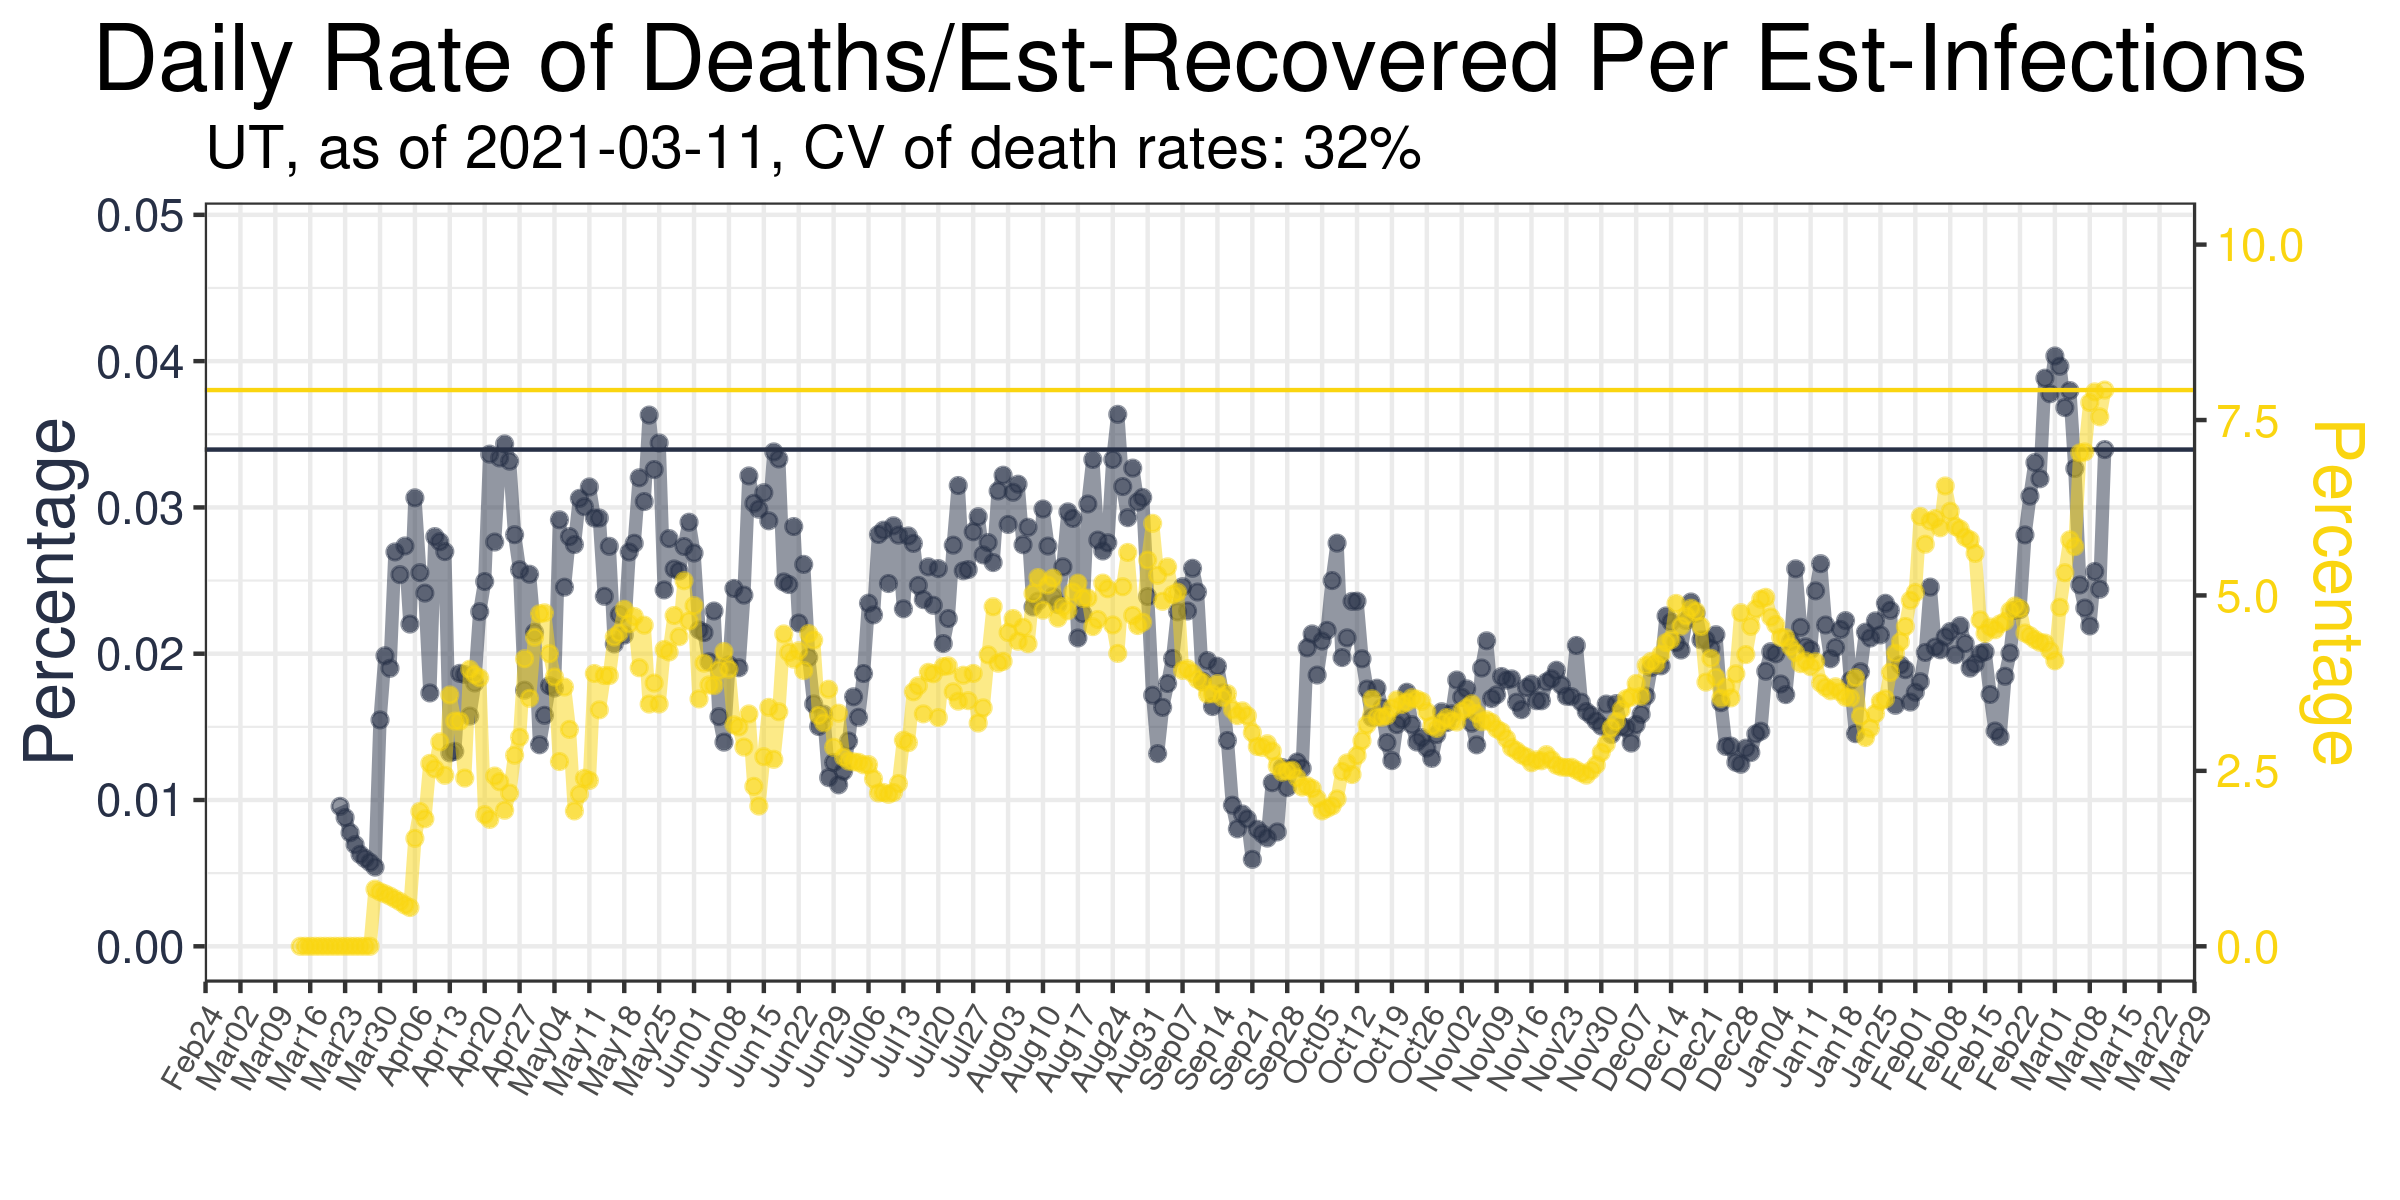 Daily Rate of Deaths/Est-Recovered Per Est-Infections
UT, as of 2021-03-11, CV of death rates: 32%
Percentage
0.05
0.04
0.03
0.02
0.01
0.00
10.0
7.5
5.0
2.5
0.0
Percentage
Feb24
Mar02
Mar09
Mar16
Mar23
Mar30
Apr06
Apr13
Apr20
Apr27
May04
May11
May18
May25
Jun01
Jun08
Jun15
Jun22
Jun29
Jul06
Jul13
Jul20
Jul27
Aug03
Aug10
Aug17
Aug24
Aug31
Sep07
Sep14
Sep21
Sep28
Oct05
Oct12
Oct19
Oct26
Nov02
Nov09
Nov16
Nov23
Nov30
Dec07
Dec14
Dec21
Dec28
Jan04
Jan11
Jan18
Jan25
Feb01
Feb08
Feb15
Feb22
Mar01
Mar08
Mar15
Mar22
Mar29